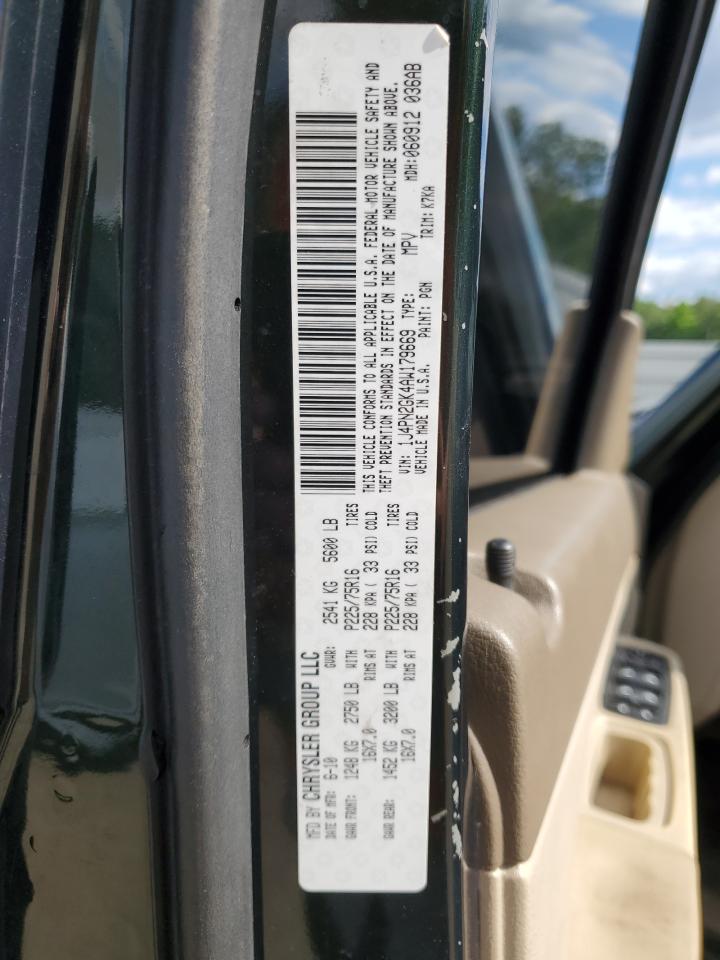 MFD BY CHRYSLER GROUP LLC
DATE OF MFR: 6-10 GVWR: 2541 KG 5600 LB
GAWR FRONT: 1248 KG 2750 LB WITH P225/75R16 TIRES
16X7.0 RIMS AT 228 KPA ( 33 PSI) COLD
GAWR REAR: 1452 KG 3200 LB WITH P225/75R16 TIRES
16X7.0 RIMS AT 228 KPA ( 33 PSI) COLD
THIS VEHICLE CONFORMS TO ALL APPLICABLE U.S.A. FEDERAL MOTOR VEHICLE SAFETY AND
THEFT PREVENTION STANDARDS IN EFFECT ON THE DATE OF MANUFACTURE SHOWN ABOVE.
VIN: 1J4PN2GK4AW179669 TYPE: MPV MDH:060912 036AB
VEHICLE MADE IN U.S.A. PAINT: PGN TRIM: K7KA